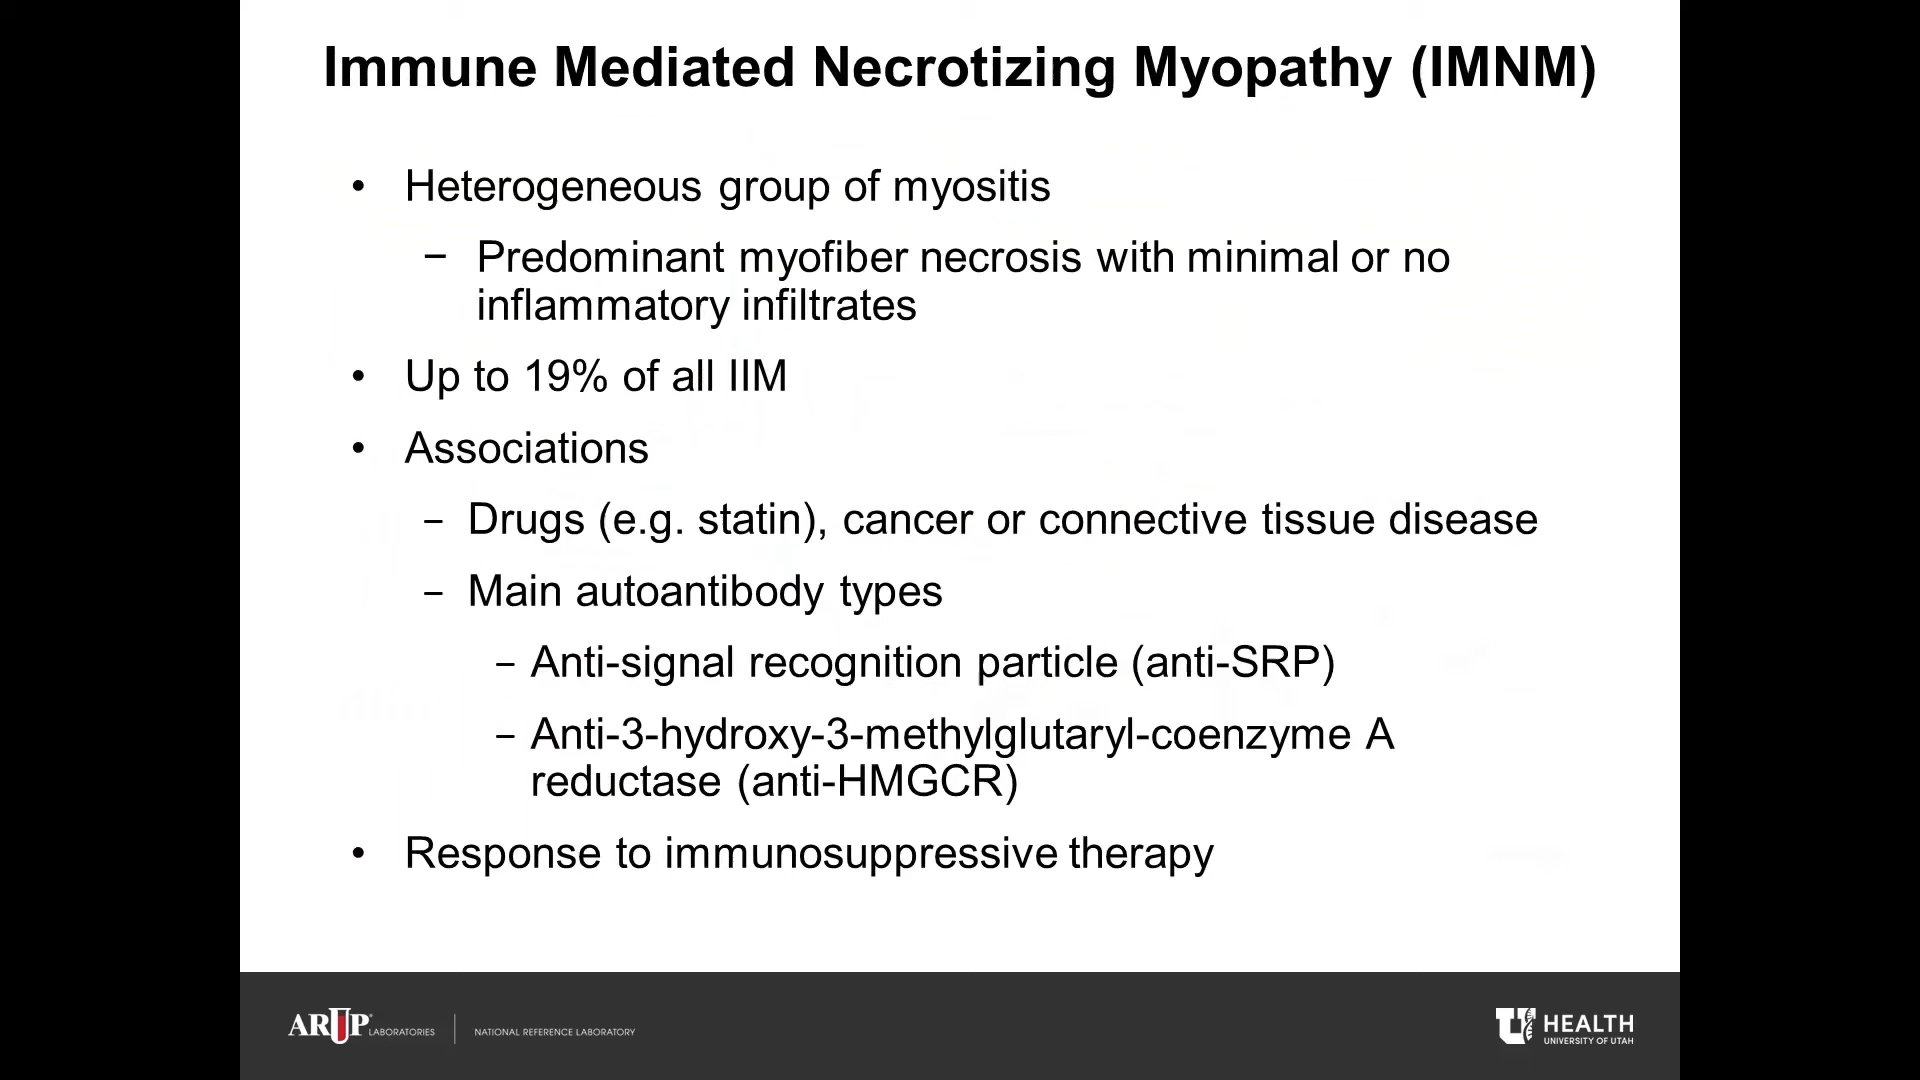 Immune Mediated Necrotizing Myopathy (IMNM)
• Heterogeneous group of myositis
− Predominant myofiber necrosis with minimal or no
inflammatory infiltrates
• Up to 19% of all IIM
• Associations
− Drugs (e.g. statin), cancer or connective tissue disease
− Main autoantibody types
− Anti-signal recognition particle (anti-SRP)
− Anti-3-hydroxy-3-methylglutaryl-coenzyme A
reductase (anti-HMGCR)
• Response to immunosuppressive therapy
ARUP® LABORATORIES | NATIONAL REFERENCE LABORATORY
U HEALTH
UNIVERSITY OF UTAH